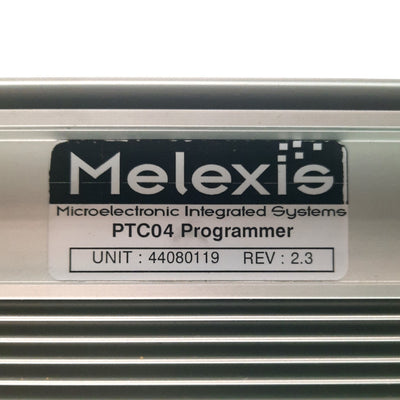 Melexis
Microelectronic Integrated Systems
PTC04 Programmer
UNIT : 44080119 REV : 2.3